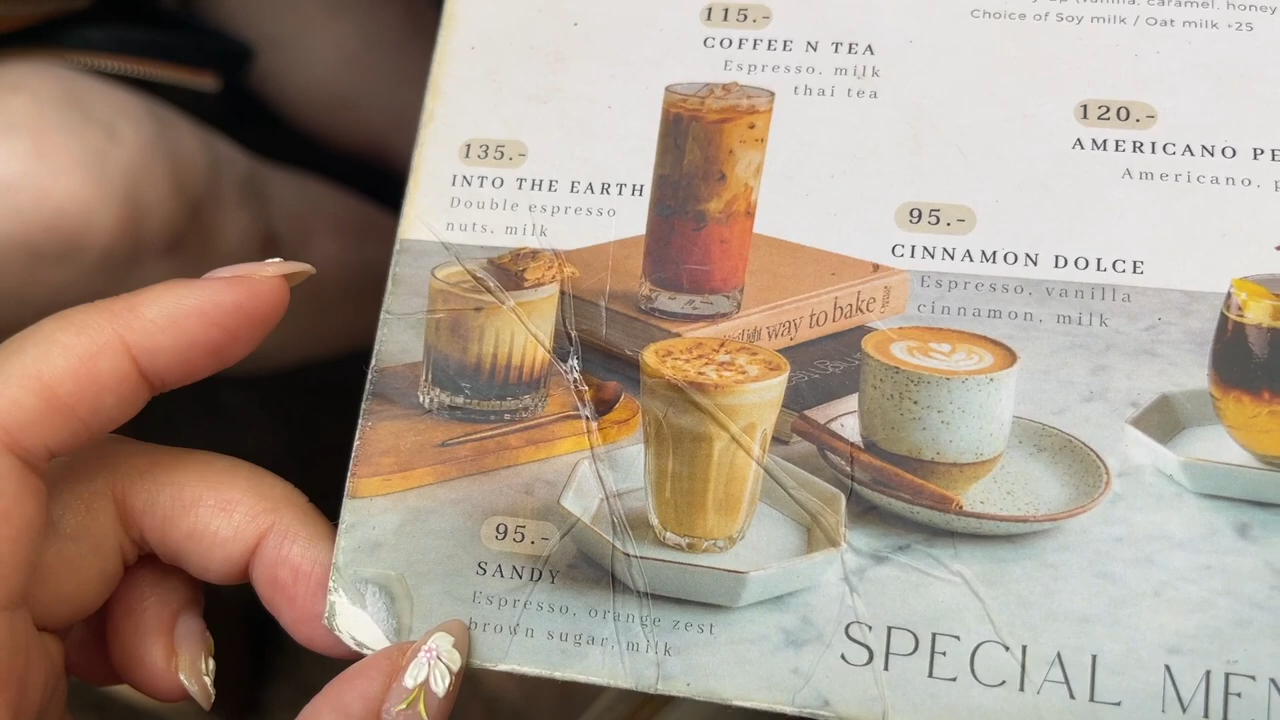 caramel, honey
Choice of Soy milk / Oat milk +25
115.-
COFFEE N TEA
Espresso, milk
thai tea
120.-
AMERICANO
Americano,
135.-
INTO THE EARTH
Double espresso
nuts, milk
95.-
CINNAMON DOLCE
Espresso, vanilla
cinnamon, milk
way to bake
95.-
SANDY
Espresso, orange zest
brown sugar, milk
SPECIAL